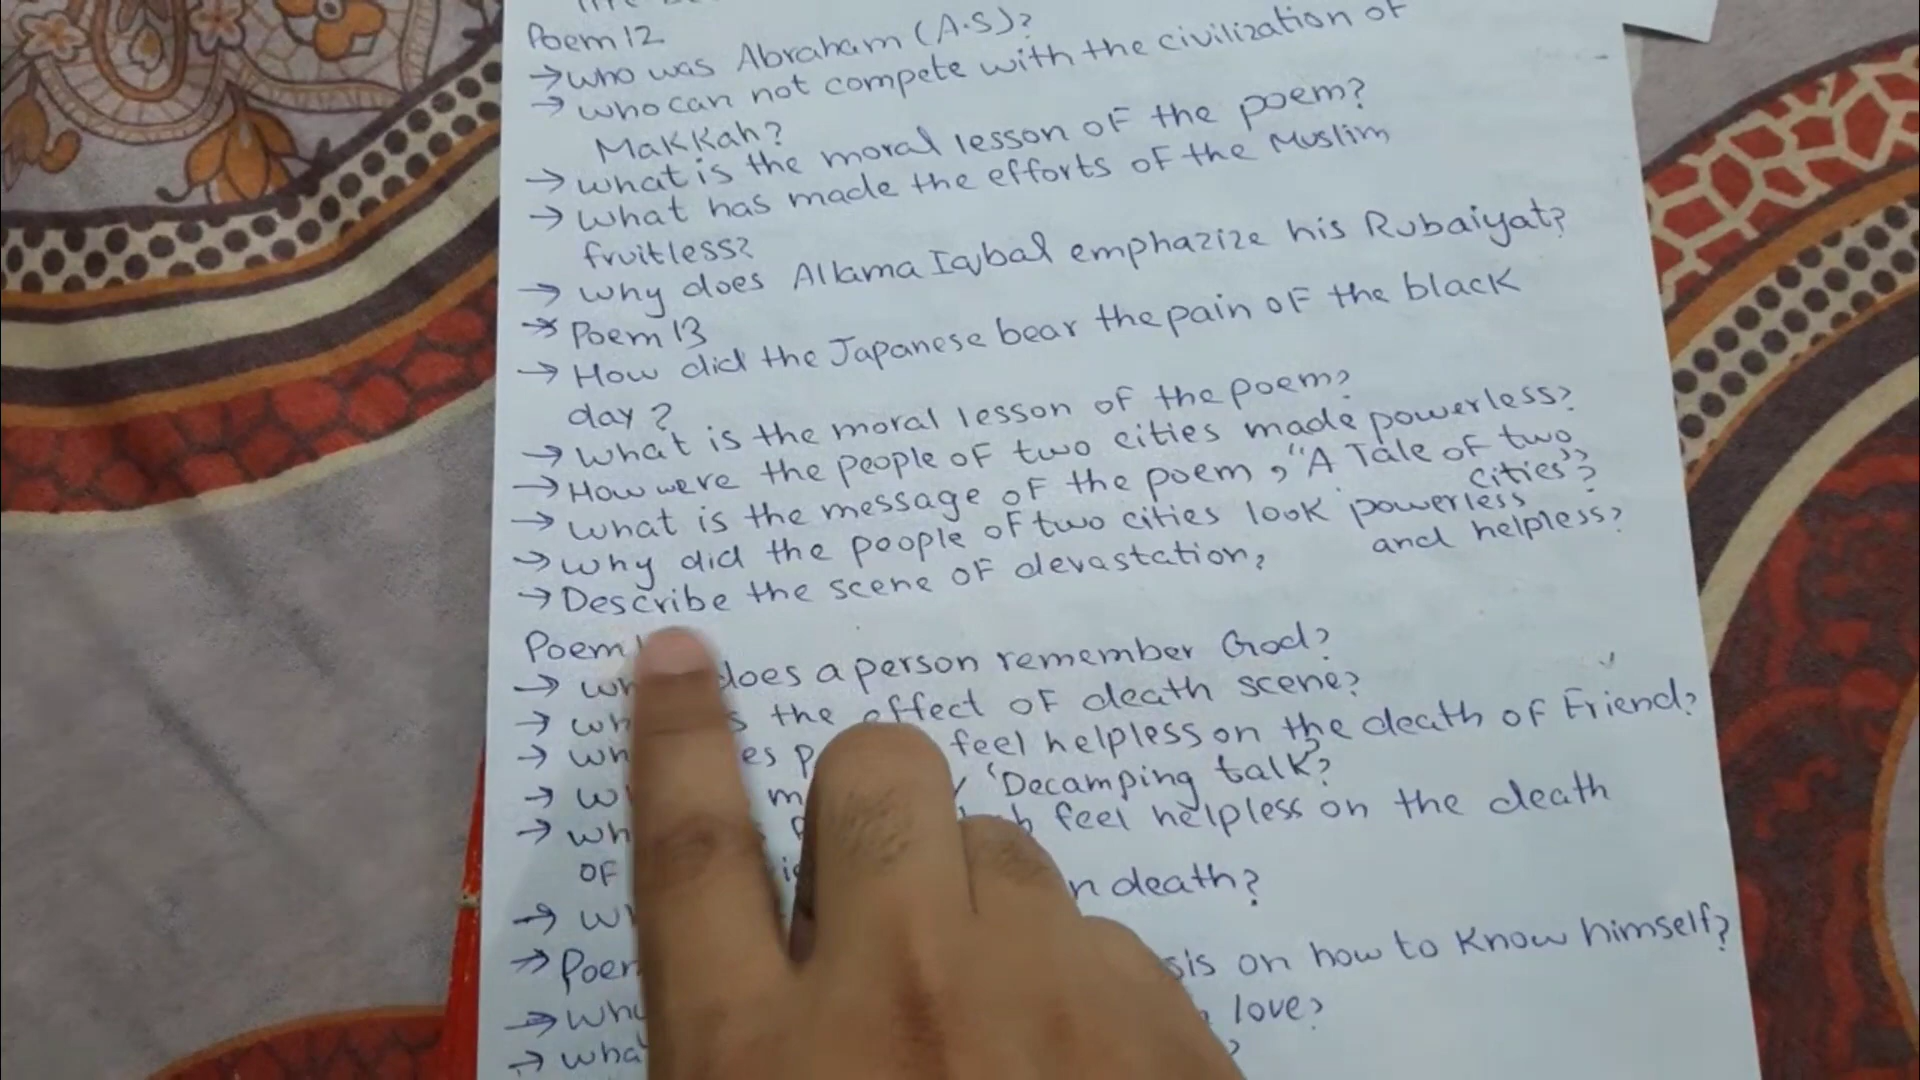 Poem 12
→ who was Abraham (A.S)?
→ who can not compete with the civilization of
Makkah?
→ what is the moral lesson of the poem?
→ what has made the efforts of the Muslim
fruitless?
→ why does Allama Iqbal emphazize his Rubaiyat?
→ Poem 13
→ How did the Japanese bear the pain of the black
day?
→ what is the moral lesson of the poem?
→ How were the people of two cities made powerless?
→ what is the message of the poem, "A Tale of two
cities"?
→ why did the poople of two cities look powerless
and helpless?
→ Describe the scene of devastation,
Poem
→ does a person remember God?
→ the effect of death scene?
→ feel helpless on the death of Friend?
→ 'Decamping talk?
→ feel helpless on the death
of
→ death?
→
→ on how to know himself?
→ love?
→